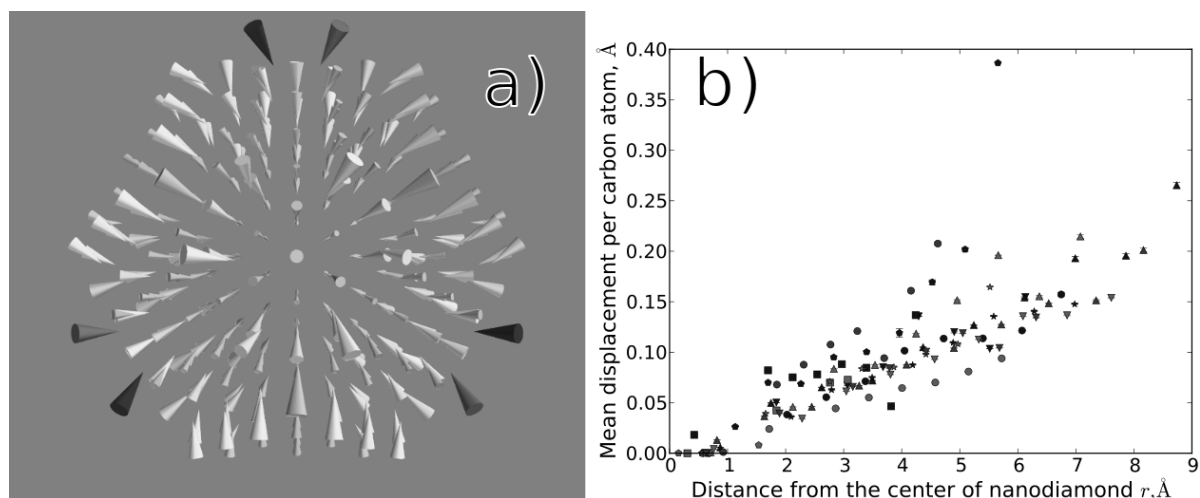 a)
b)
Mean displacement per carbon atom, Å
0.40
0.35
0.30
0.25
0.20
0.15
0.10
0.05
0.00
0 1 2 3 4 5 6 7 8 9
Distance from the center of nanodiamond r,Å